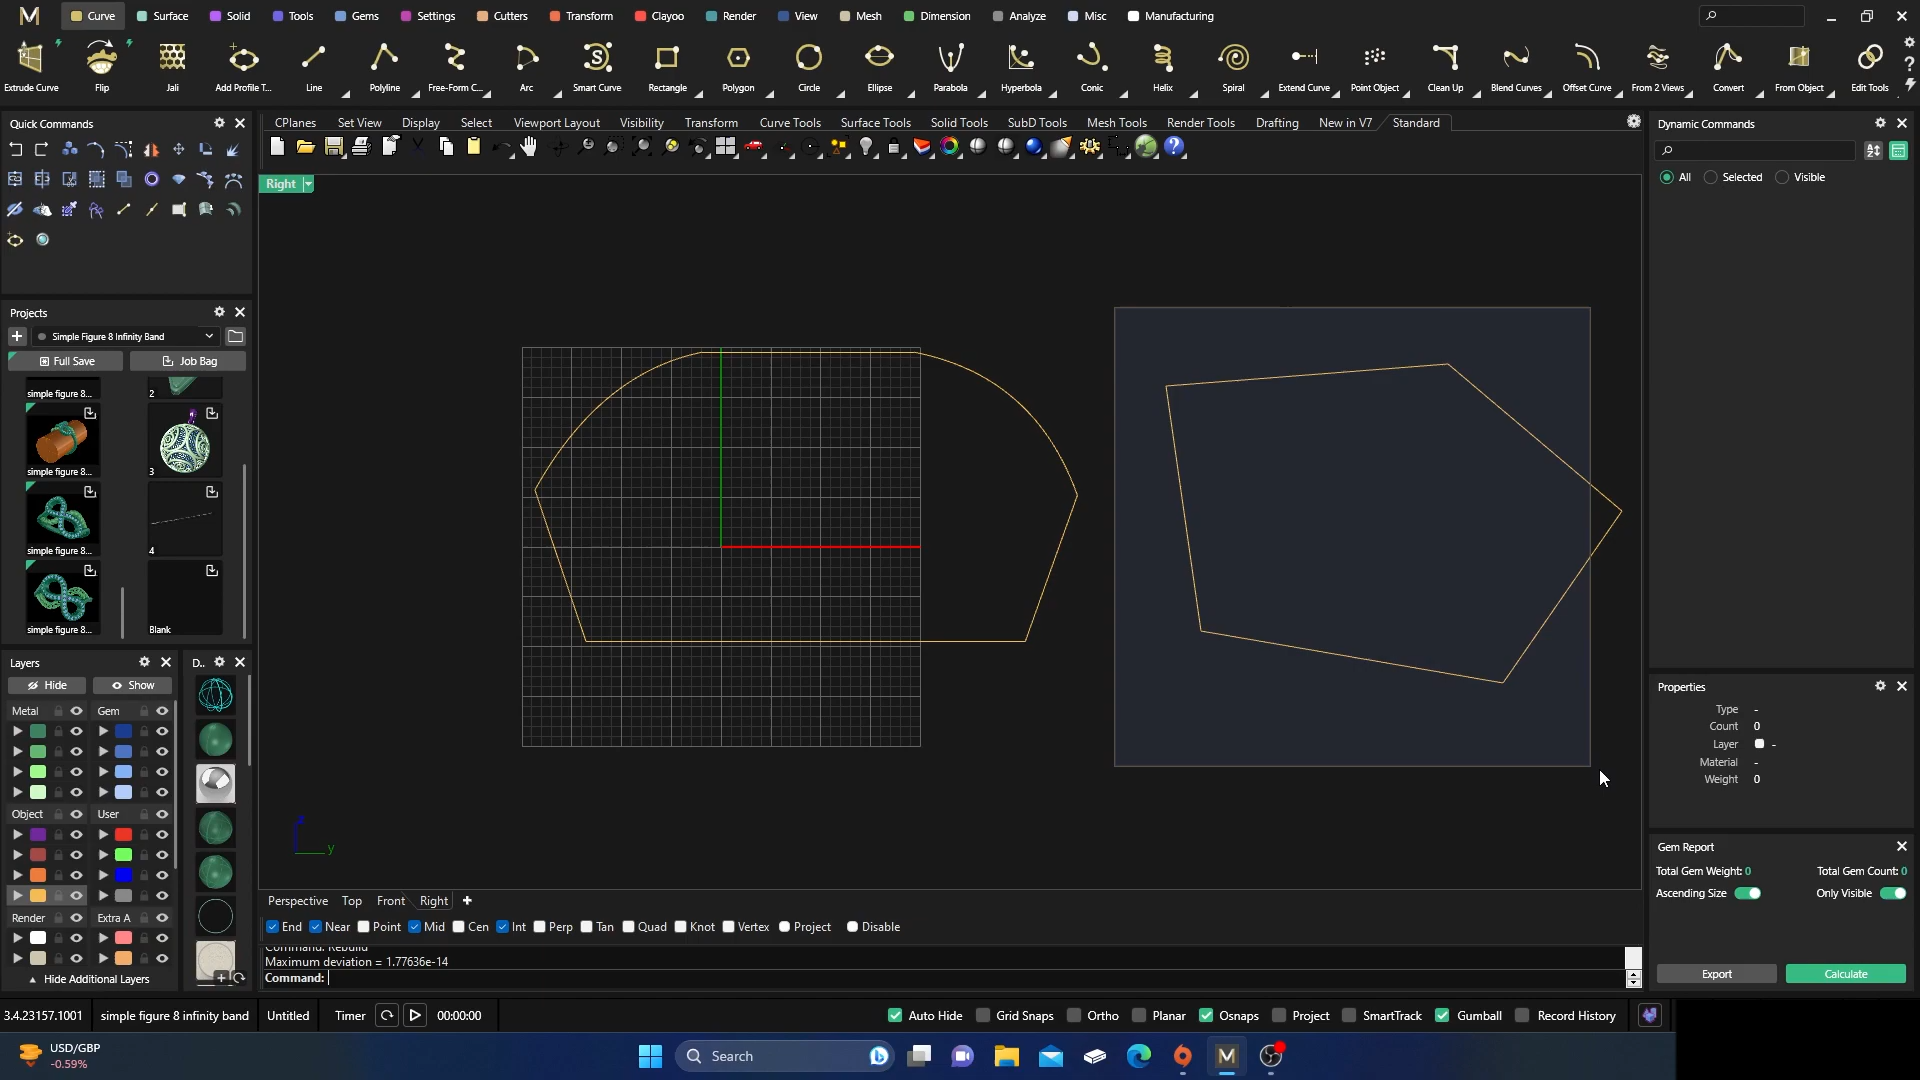 Curve Surface Solid Tools Gems Settings Cutters Transform Clayoo Render View Mesh Dimension Analyze Misc Manufacturing
Extrude Curve Flip Jali Add Profile T... Line Polyline Free-Form C... Arc Smart Curve Rectangle Polygon Circle Ellipse Parabola Hyperbola Conic Helix Spiral Extend Curve Point Object Clean Up Blend Curves Offset Curve From 2 Views Convert From Object Edit Tools
Quick Commands
CPlanes Set View Display Select Viewport Layout Visibility Transform Curve Tools Surface Tools Solid Tools SubD Tools Mesh Tools Render Tools Drafting New in V7 Standard
Dynamic Commands
All Selected Visible
Right
Projects
Simple Figure 8 Infinity Band
Full Save Job Bag
simple figure 8... 2
simple figure 8... 3
simple figure 8... 4
simple figure 8... Blank
Layers D..
Hide Show
Metal Gem
Object User
Render Extra A
Hide Additional Layers
z
y
Properties
Type -
Count 0
Layer -
Material -
Weight 0
Gem Report
Total Gem Weight: 0 Total Gem Count: 0
Ascending Size Only Visible
Export Calculate
Perspective Top Front Right
End Near Point Mid Cen Int Perp Tan Quad Knot Vertex Project Disable
Command: Rebuild
Maximum deviation = 1.77636e-14
Command:
3.4.23157.1001 simple figure 8 infinity band Untitled Timer 00:00:00 Auto Hide Grid Snaps Ortho Planar Osnaps Project SmartTrack Gumball Record History
USD/GBP
-0.59%
Search